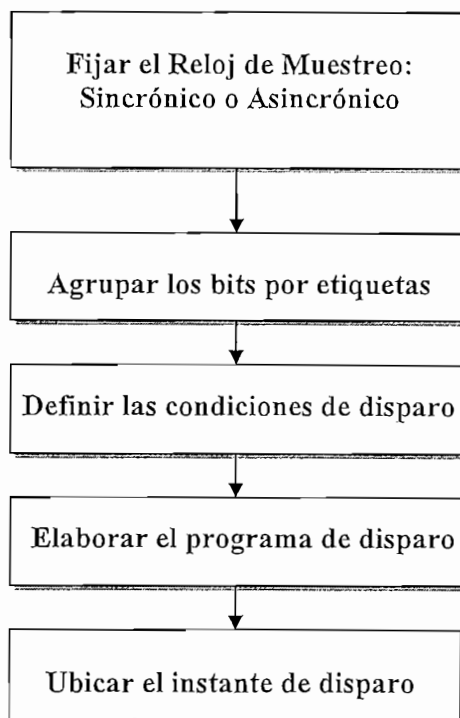 Fijar el Reloj de Muestreo:
Sincrónico o Asincrónico
Agrupar los bits por etiquetas
Definir las condiciones de disparo
Elaborar el programa de disparo
Ubicar el instante de disparo